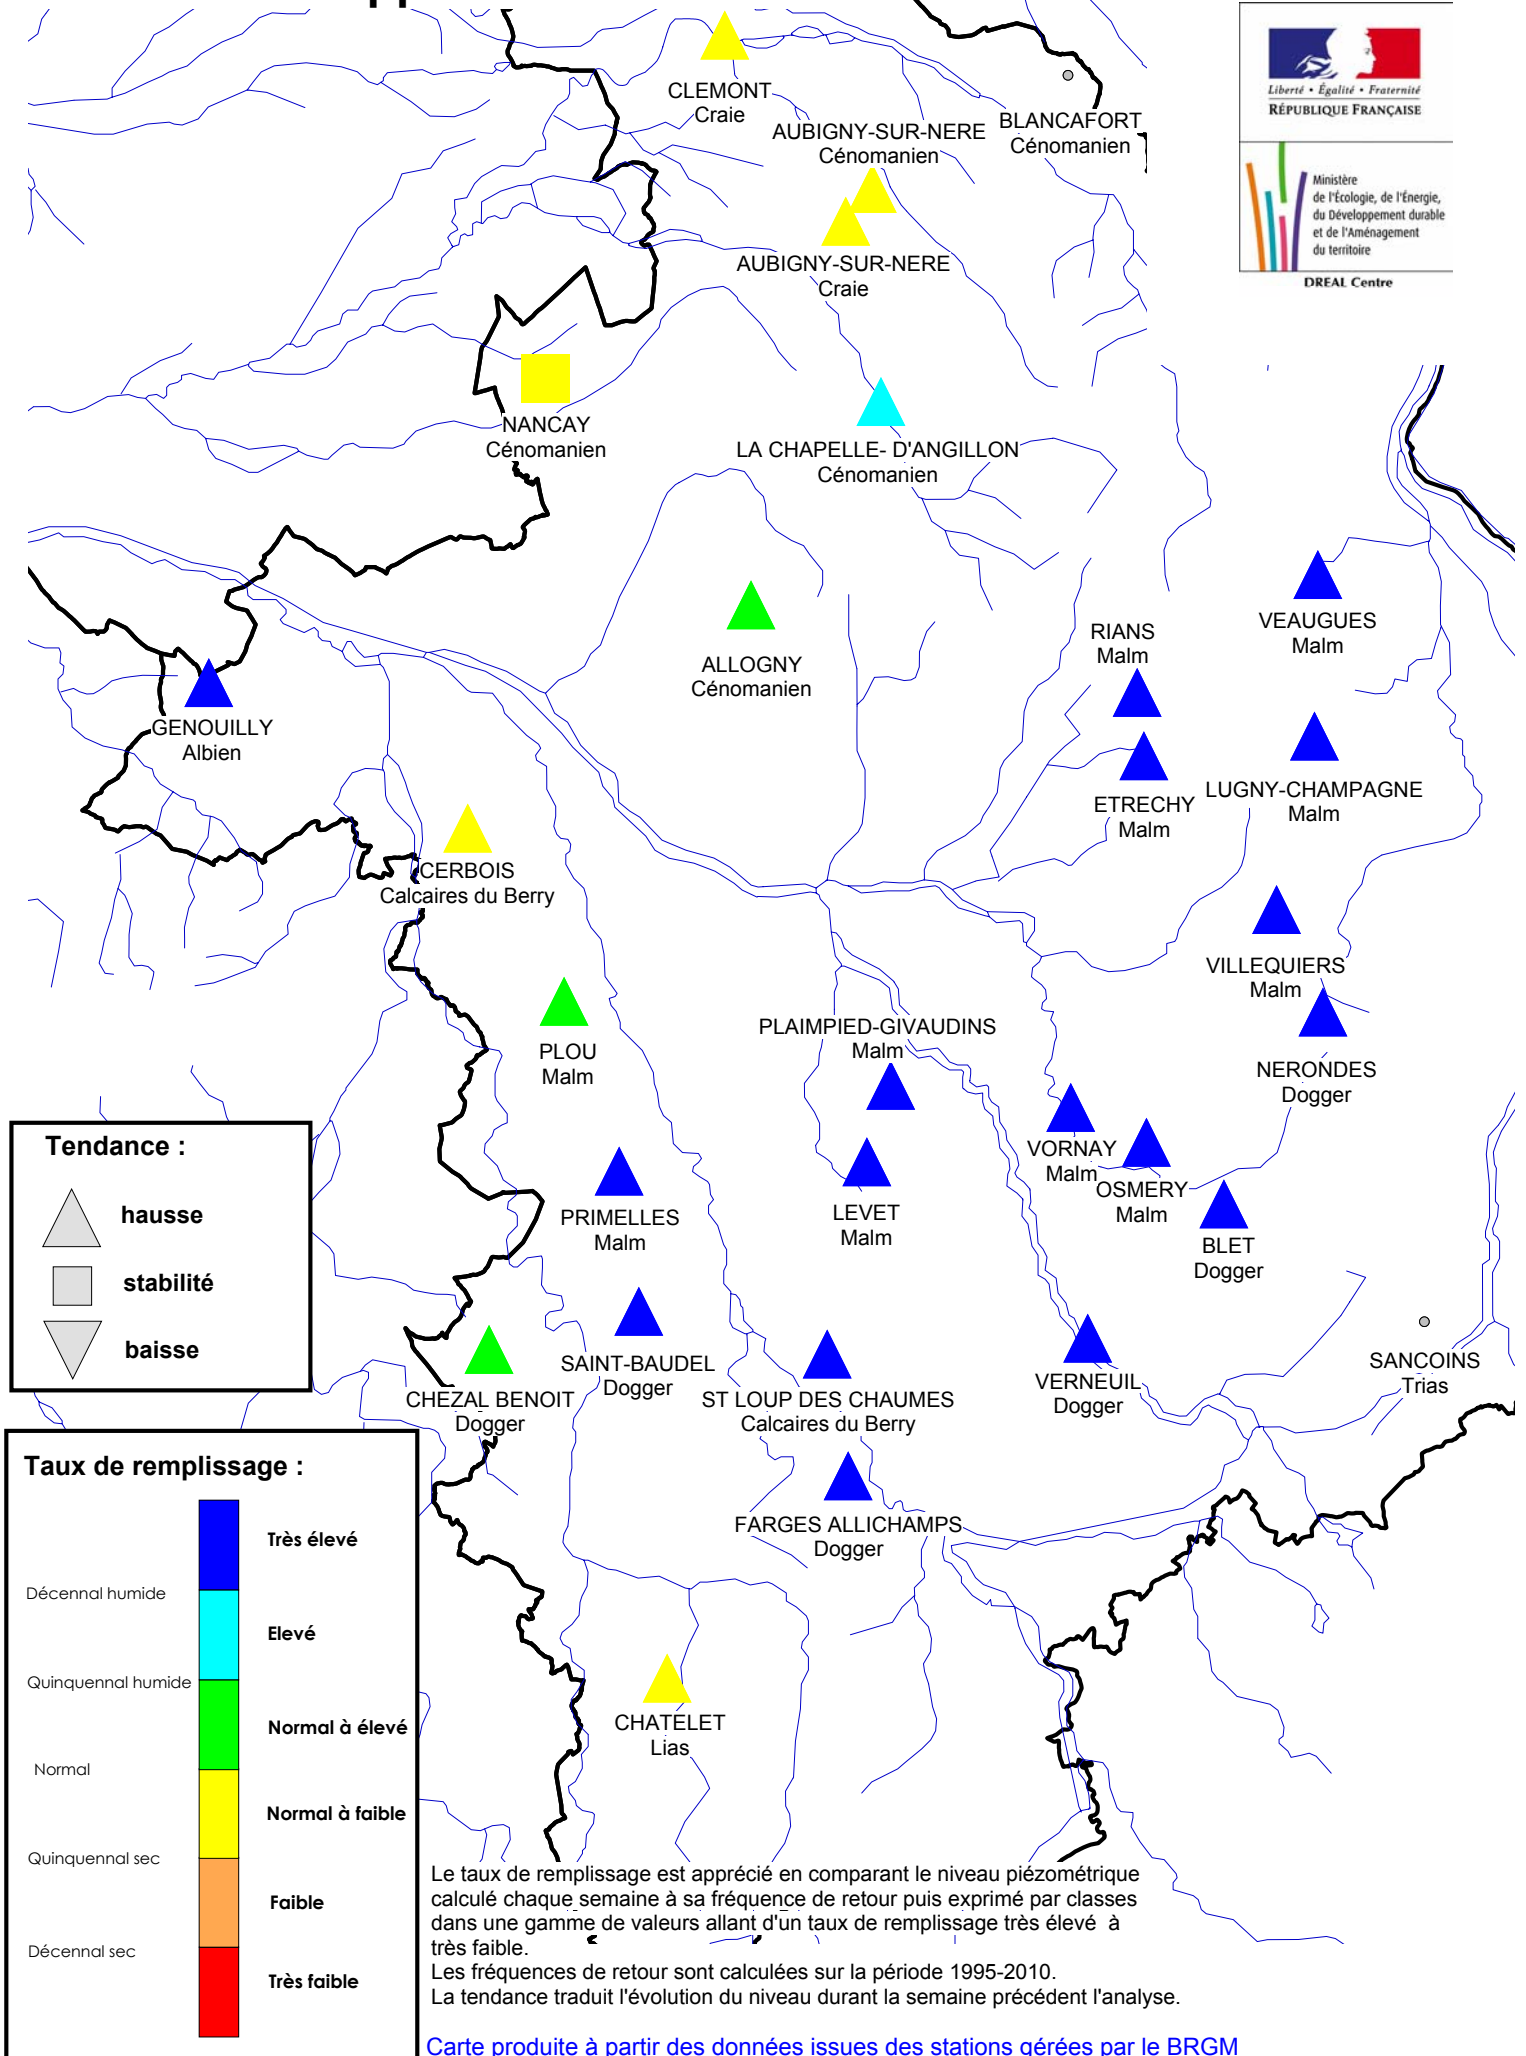 CLEMONT
Craie
AUBIGNY-SUR-NERE
Cénomanien
BLANCAFORT
Cénomanien
Liberté • Égalité • Fraternité
RÉPUBLIQUE FRANÇAISE
Ministère
de l'Écologie, de l'Énergie,
du Développement durable
et de l'Aménagement
du territoire
DREAL Centre
AUBIGNY-SUR-NERE
Craie
NANCAY
Cénomanien
LA CHAPELLE- D'ANGILLON
Cénomanien
VEAUGUES
Malm
RIANS
Malm
ALLOGNY
Cénomanien
GENOUILLY
Albien
LUGNY-CHAMPAGNE
Malm
ETRECHY
Malm
CERBOIS
Calcaires du Berry
VILLEQUIERS
Malm
PLAIMPIED-GIVAUDINS
Malm
PLOU
Malm
NERONDES
Dogger
VORNAY
Malm
OSMERY
Malm
PRIMELLES
Malm
LEVET
Malm
BLET
Dogger
Tendance :
hausse
stabilité
baisse
SAINT-BAUDEL
Dogger
CHEZAL BENOIT
Dogger
ST LOUP DES CHAUMES
Calcaires du Berry
VERNEUIL
Dogger
SANCOINS
Trias
FARGES ALLICHAMPS
Dogger
CHATELET
Lias
Taux de remplissage :
Très élevé
Décennal humide
Elevé
Quinquennal humide
Normal à élevé
Normal
Normal à faible
Quinquennal sec
Faible
Décennal sec
Très faible
Le taux de remplissage est apprécié en comparant le niveau piézométrique
calculé chaque semaine à sa fréquence de retour puis exprimé par classes
dans une gamme de valeurs allant d'un taux de remplissage très élevé à
très faible.
Les fréquences de retour sont calculées sur la période 1995-2010.
La tendance traduit l'évolution du niveau durant la semaine précédent l'analyse.
Carte produite à partir des données issues des stations gérées par le BRGM